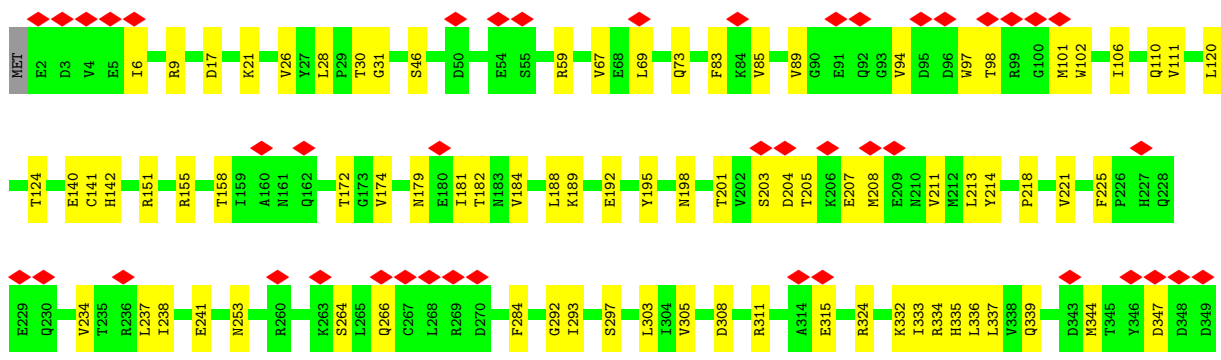 MET E2 D3 V4 E5 I6 R9 D17 K21 V26 Y27 L28 P29 T30 G31 S46 D50 E54 S55 R59 V67 E68 L69 Q73 F83 K84 V85 V89 G90 E91 Q92 G93 V94 D95 D96 W97 T98 R99 G100 M101 W102 I106 Q110 V111 L120
T124 E140 C141 H142 R151 R155 T158 I159 A160 N161 Q162 T172 G173 V174 N179 E180 I181 T182 N183 V184 L188 K189 E192 Y195 N198 T201 V202 S203 D204 T205 K206 E207 M208 E209 N210 V211 M212 L213 Y214 P218 V221 F225 P226 H227 Q228
E229 Q230 V234 T235 R236 L237 I238 E241 N253 R260 K263 S264 L265 Q266 C267 L268 R269 D270 F284 G292 I293 S297 L303 I304 V305 D308 R311 A314 E315 R324 K332 I333 R334 H335 L336 L337 V338 Q339 D343 M344 T345 Y346 D347 D348 D349